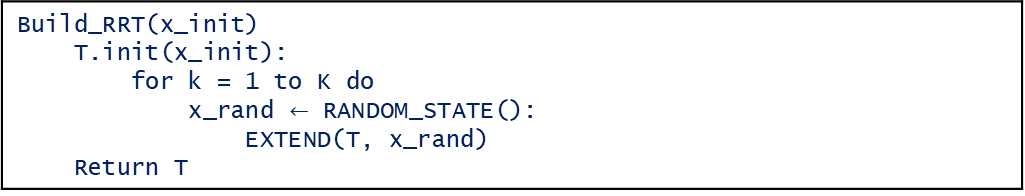 Build_RRT(x_init)
    T.init(x_init):
        for k = 1 to K do
            x_rand ← RANDOM_STATE():
                EXTEND(T, x_rand)
    Return T